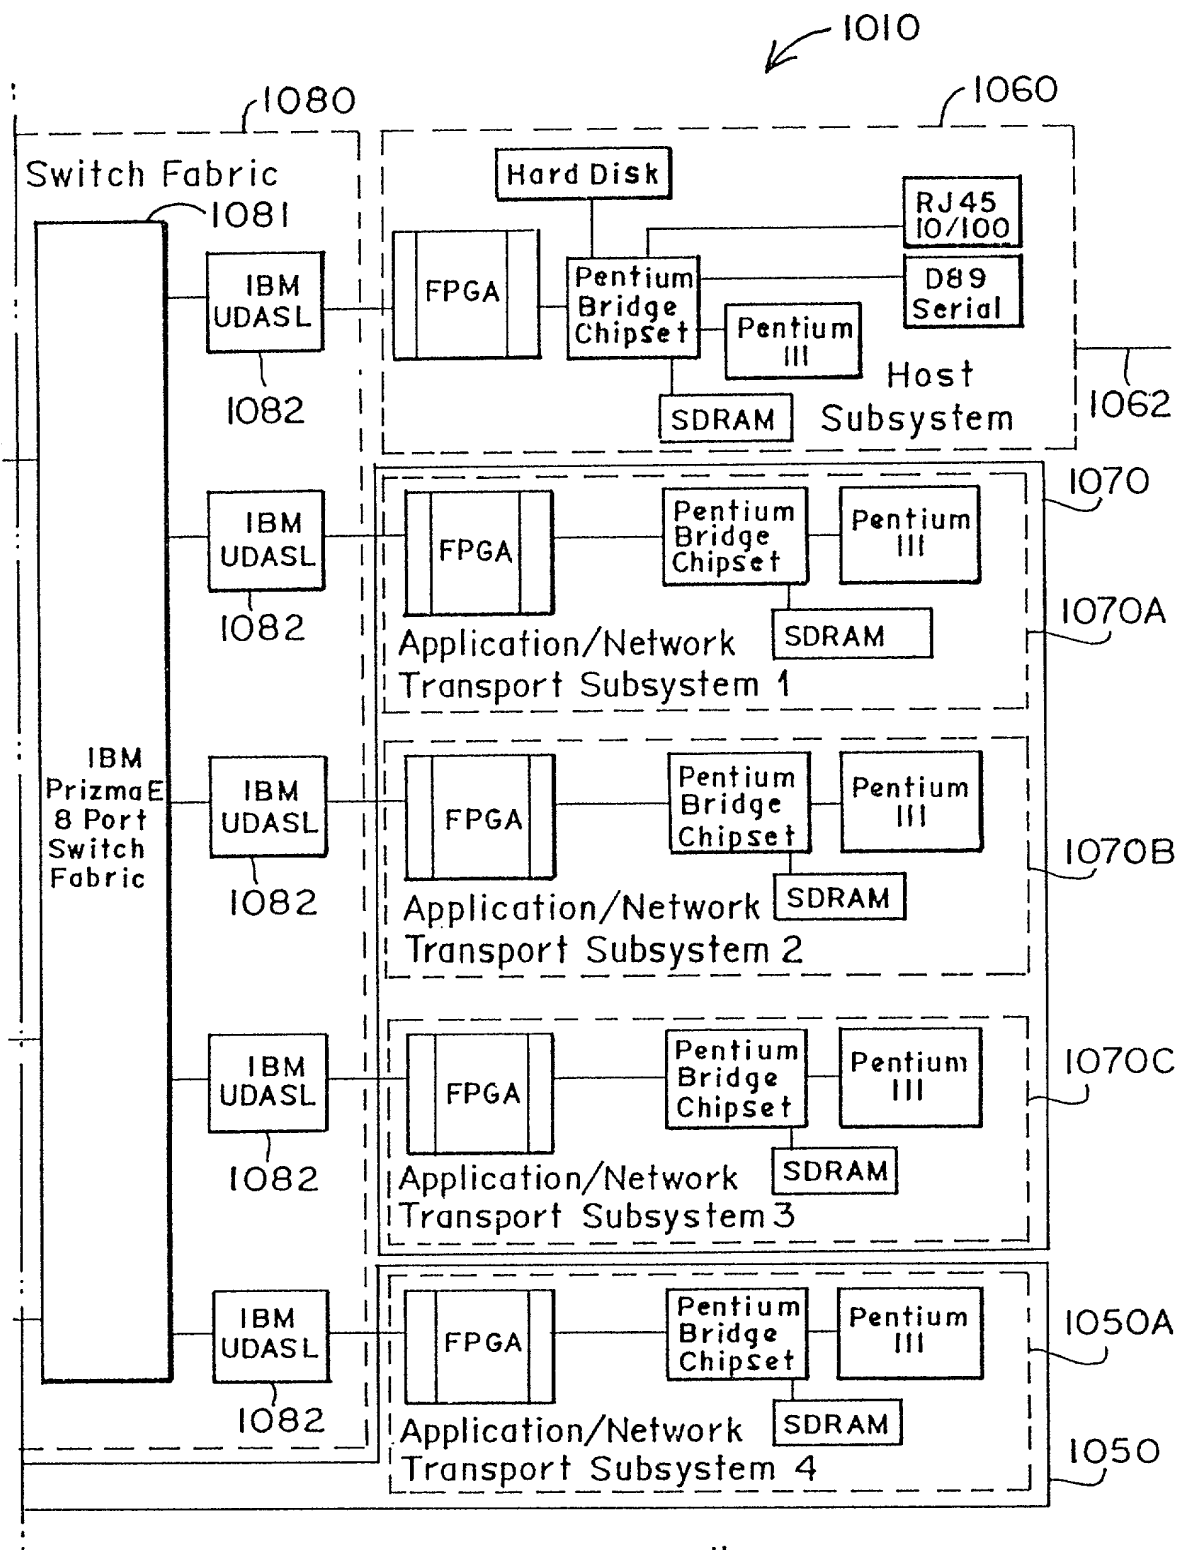 1010
1080
1060
Switch Fabric
1081
Hard Disk
RJ45
10/100
IBM
UDASL
FPGA
Pentium
Bridge
Chipset
D89
Serial
Pentium
III
Host
Subsystem
SDRAM
1082
1062
1070
IBM
UDASL
FPGA
Pentium
Bridge
Chipset
Pentium
III
1082
SDRAM
1070A
Application/Network
Transport Subsystem 1
IBM
PrizmaE
8 Port
Switch
Fabric
IBM
UDASL
FPGA
Pentium
Bridge
Chipset
Pentium
III
1070B
1082
SDRAM
Application/Network
Transport Subsystem 2
IBM
UDASL
FPGA
Pentium
Bridge
Chipset
Pentium
III
1070C
1082
SDRAM
Application/Network
Transport Subsystem 3
IBM
UDASL
FPGA
Pentium
Bridge
Chipset
Pentium
III
1050A
1082
SDRAM
Application/Network
Transport Subsystem 4
1050